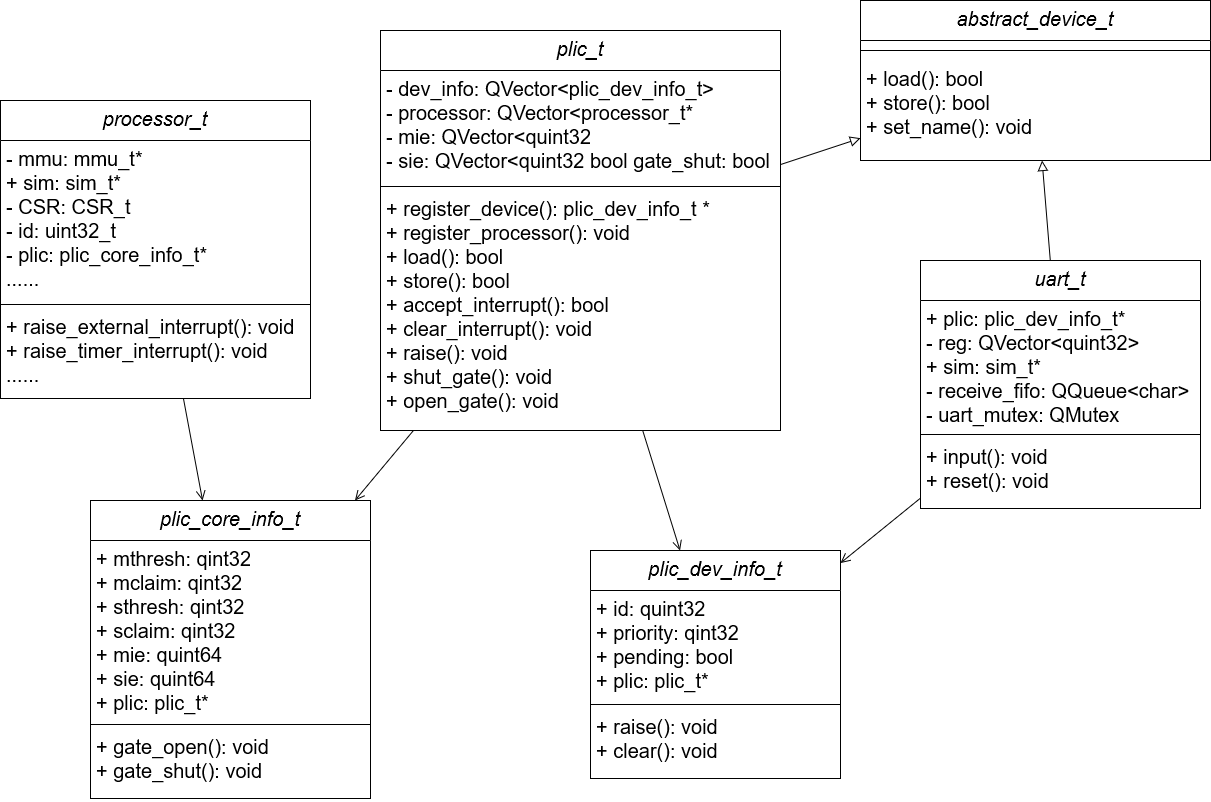 processor_t
- mmu: mmu_t*
+ sim: sim_t*
- CSR: CSR_t
- id: uint32_t
- plic: plic_core_info_t*
......
+ raise_external_interrupt(): void
+ raise_timer_interrupt(): void
......
plic_t
- dev_info: QVector<plic_dev_info_t>
- processor: QVector<processor_t*
- mie: QVector<quint32
- sie: QVector<quint32 bool gate_shut: bool
+ register_device(): plic_dev_info_t *
+ register_processor(): void
+ load(): bool
+ store(): bool
+ accept_interrupt(): bool
+ clear_interrupt(): void
+ raise(): void
+ shut_gate(): void
+ open_gate(): void
abstract_device_t
+ load(): bool
+ store(): bool
+ set_name(): void
uart_t
+ plic: plic_dev_info_t*
- reg: QVector<quint32>
+ sim: sim_t*
- receive_fifo: QQueue<char>
- uart_mutex: QMutex
+ input(): void
+ reset(): void
plic_core_info_t
+ mthresh: qint32
+ mclaim: qint32
+ sthresh: qint32
+ sclaim: qint32
+ mie: quint64
+ sie: quint64
+ plic: plic_t*
+ gate_open(): void
+ gate_shut(): void
plic_dev_info_t
+ id: quint32
+ priority: qint32
+ pending: bool
+ plic: plic_t*
+ raise(): void
+ clear(): void